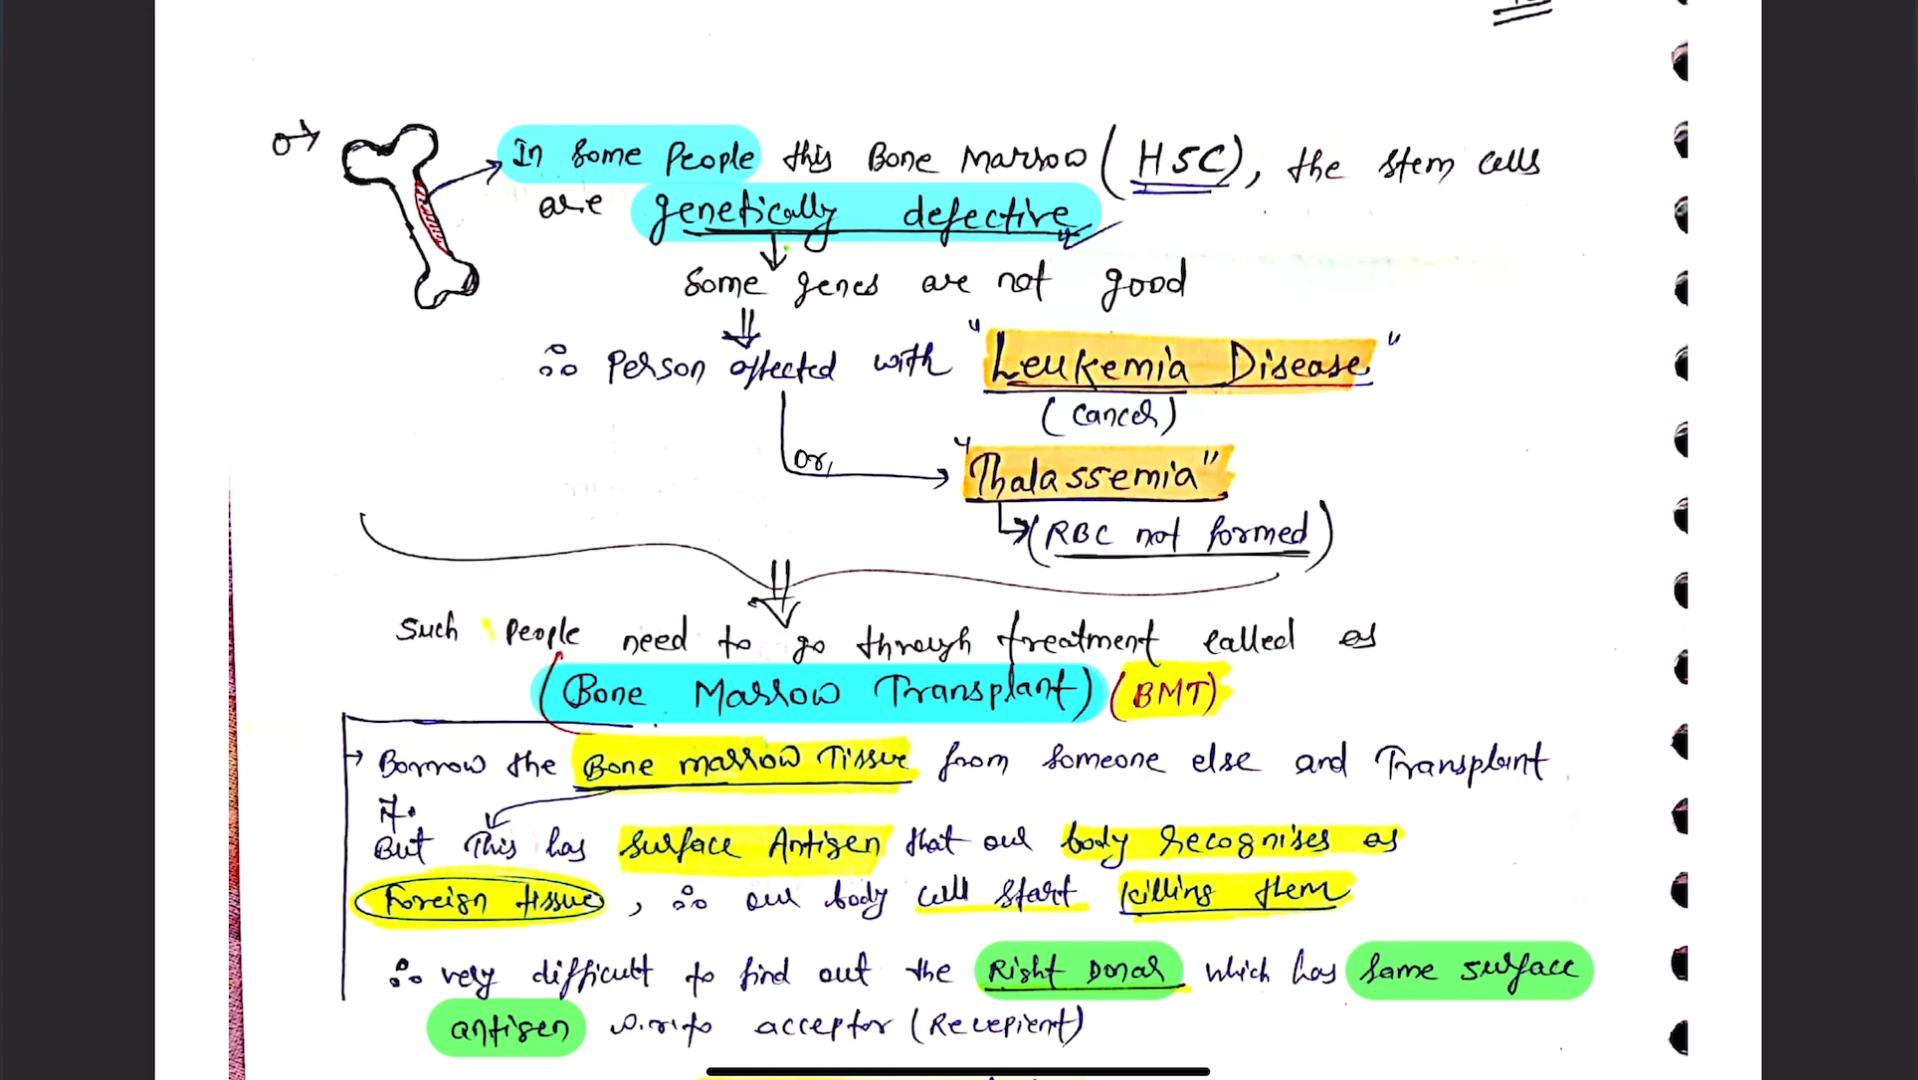 In Some People this Bone Marrow (HSC), the stem cells
are genetically defective
Some genes are not good
∴ Person affected with "Leukemia Disease"
(Cancer)
or, "Thalassemia"
(RBC not formed)
Such People need to go through treatment called as
(Bone Marrow Transplant) (BMT)
→ Borrow the Bone marrow Tissue from someone else and Transplant
it.
But This has Surface Antigen that our body recognises as
Foreign tissue, ∴ our body cell start killing them
∴ very difficult to find out the Right Donar which has Same surface
antigen w.r.to acceptor (Recepient)